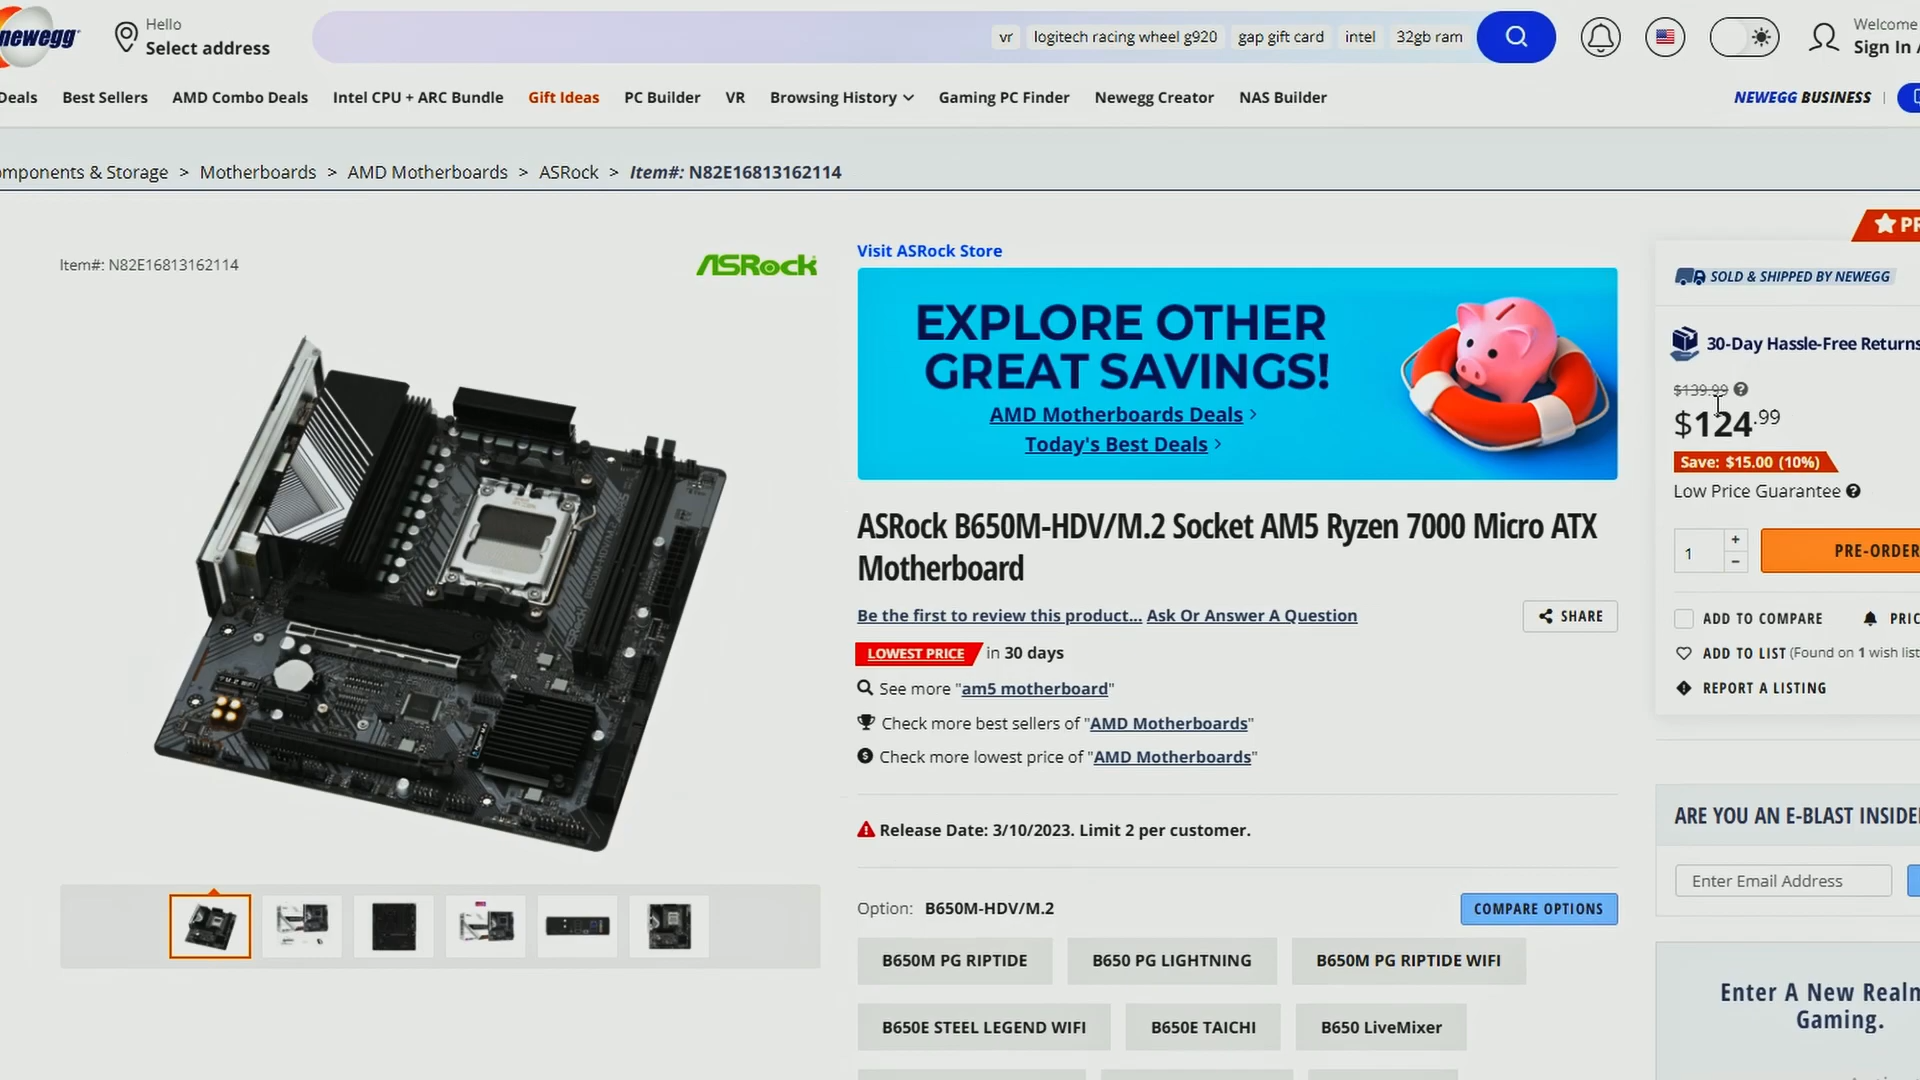 newegg
Hello
Select address
vr
logitech racing wheel g920
gap gift card
intel
32gb ram
Welcome
Sign In /
Deals
Best Sellers
AMD Combo Deals
Intel CPU + ARC Bundle
Gift Ideas
PC Builder
VR
Browsing History
Gaming PC Finder
Newegg Creator
NAS Builder
NEWEGG BUSINESS
omponents & Storage > Motherboards > AMD Motherboards > ASRock > Item#: N82E16813162114
Item#: N82E16813162114
ASRock
Visit ASRock Store
EXPLORE OTHER
GREAT SAVINGS!
AMD Motherboards Deals >
Today's Best Deals >
ASRock B650M-HDV/M.2 Socket AM5 Ryzen 7000 Micro ATX
Motherboard
Be the first to review this product... Ask Or Answer A Question
SHARE
LOWEST PRICE in 30 days
See more "am5 motherboard"
Check more best sellers of "AMD Motherboards"
Check more lowest price of "AMD Motherboards"
Release Date: 3/10/2023. Limit 2 per customer.
Option: B650M-HDV/M.2
COMPARE OPTIONS
B650M PG RIPTIDE
B650 PG LIGHTNING
B650M PG RIPTIDE WIFI
B650E STEEL LEGEND WIFI
B650E TAICHI
B650 LiveMixer
PR
SOLD & SHIPPED BY NEWEGG
30-Day Hassle-Free Returns
$139.99
$124.99
Save: $15.00 (10%)
Low Price Guarantee
1
+
-
PRE-ORDER
ADD TO COMPARE
PRIC
ADD TO LIST (Found on 1 wish list
REPORT A LISTING
ARE YOU AN E-BLAST INSIDE
Enter Email Address
Enter A New Realm
Gaming.